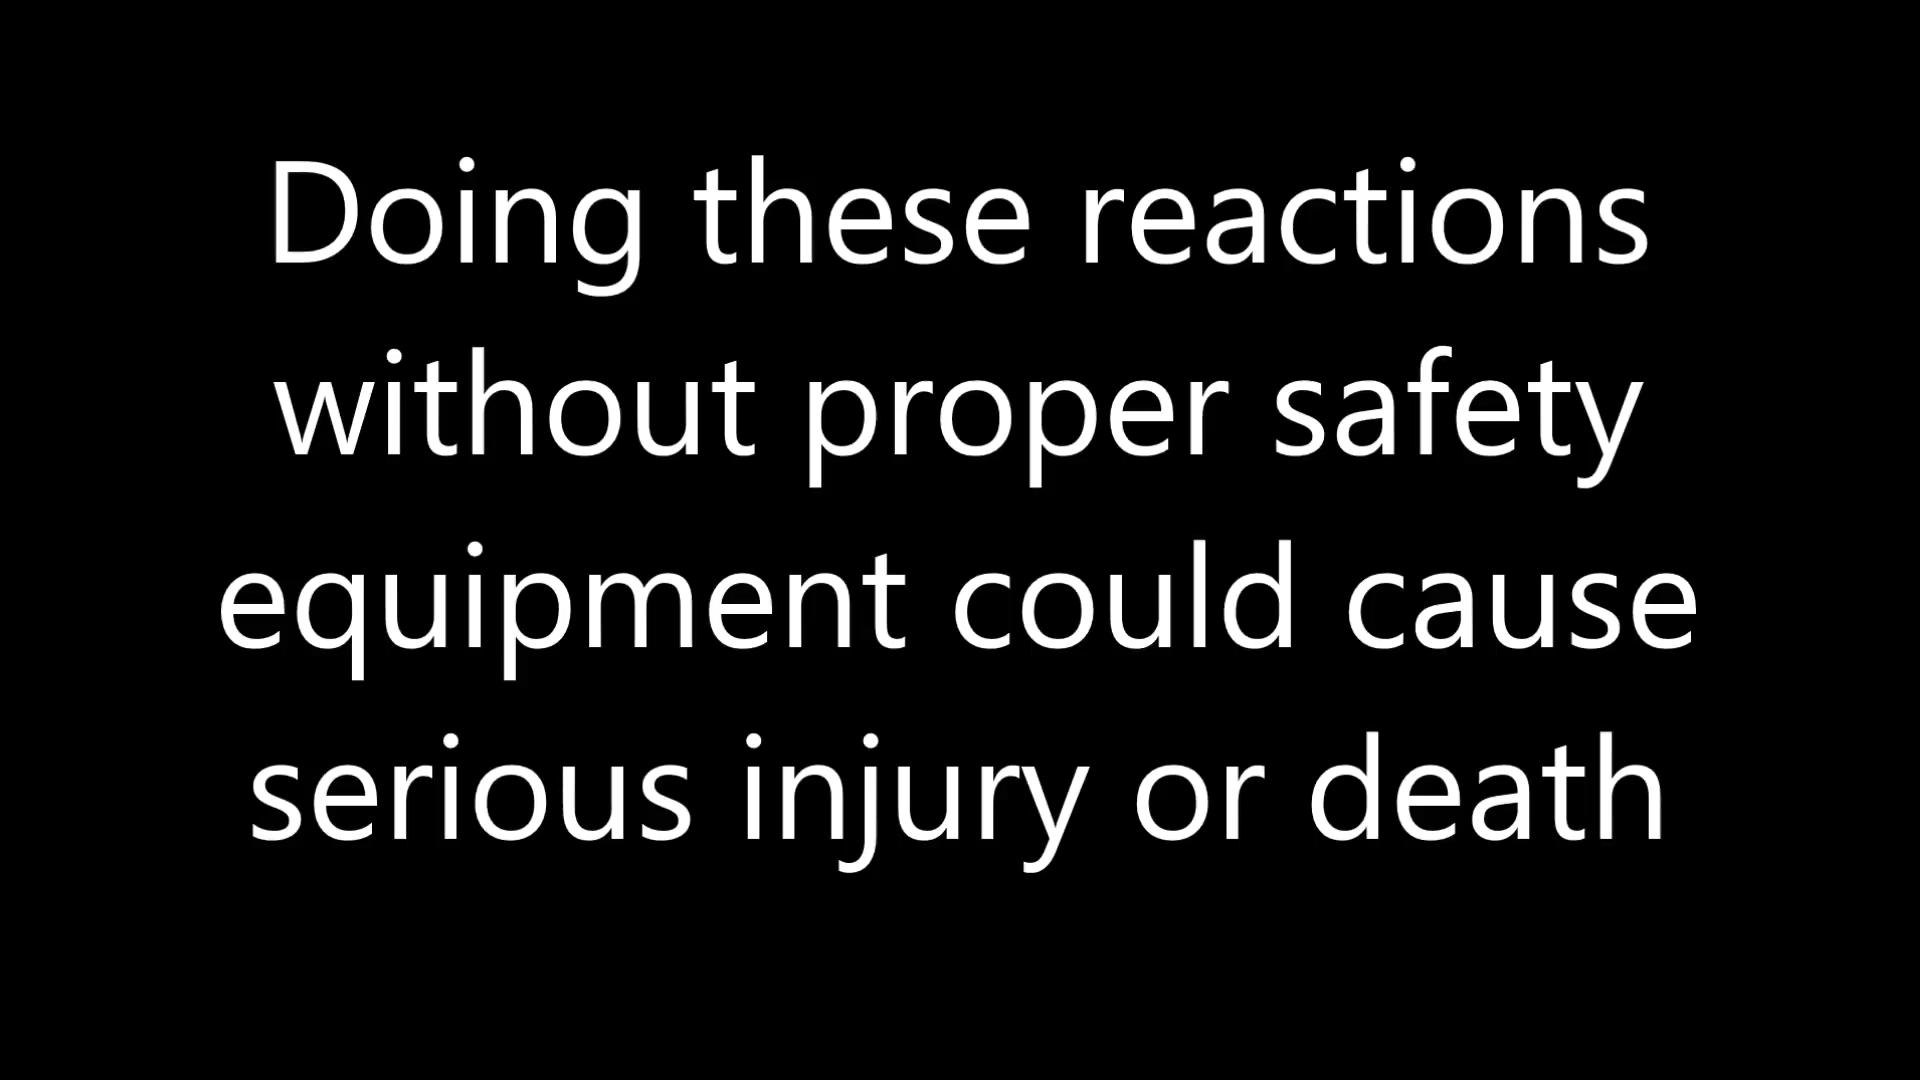 Doing these reactions
without proper safety
equipment could cause
serious injury or death